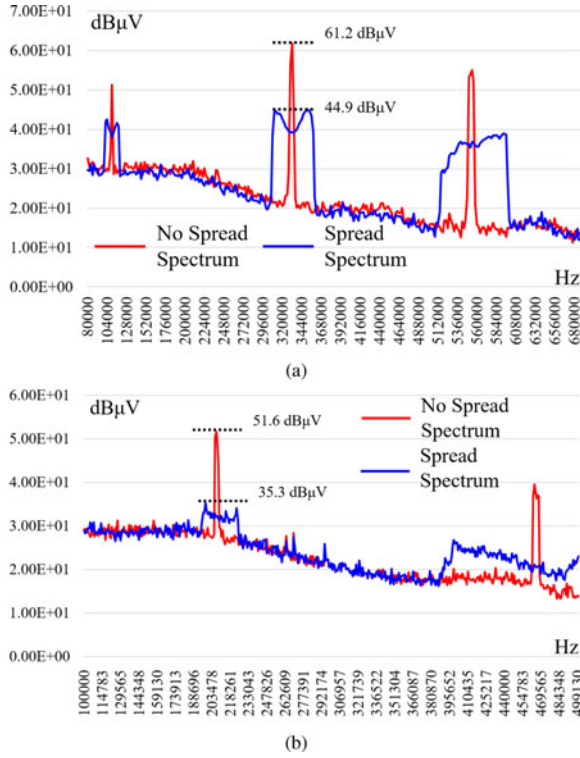 dBµV
7.00E+01
6.00E+01
5.00E+01
4.00E+01
3.00E+01
2.00E+01
1.00E+01
0.00E+00
61.2 dBµV
44.9 dBµV
No Spread
Spectrum
Spread
Spectrum
Hz
80000
104000
128000
152000
176000
200000
224000
248000
272000
296000
320000
344000
368000
392000
416000
440000
464000
488000
512000
536000
560000
584000
608000
632000
656000
680000
(a)
dBµV
6.00E+01
5.00E+01
4.00E+01
3.00E+01
2.00E+01
1.00E+01
0.00E+00
51.6 dBµV
35.3 dBµV
No Spread
Spectrum
Spread
Spectrum
Hz
100000
114783
129565
144348
159130
173913
188696
203478
218261
233043
247826
262609
277391
292174
306957
321739
336522
351304
366087
380870
395652
410435
425217
440000
454783
469565
484348
499130
(b)